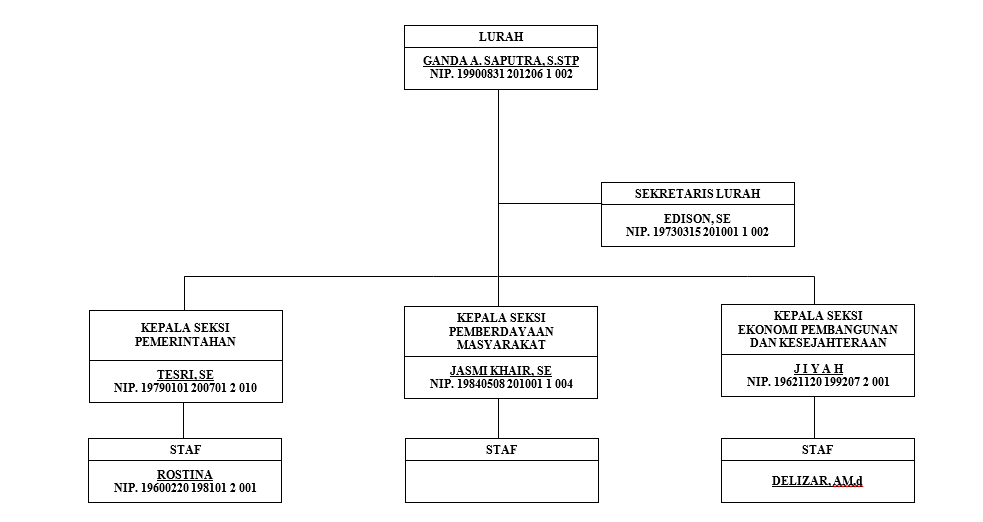 LURAH
GANDA A. SAPUTRA, S.STP
NIP. 19900831 201206 1 002
SEKRETARIS LURAH
EDISON, SE
NIP. 19730315 201001 1 002
KEPALA SEKSI
PEMERINTAHAN
TESRI, SE
NIP. 19790101 200701 2 010
KEPALA SEKSI
PEMBERDAYAAN
MASYARAKAT
JASMI KHAIR, SE
NIP. 19840508 201001 1 004
KEPALA SEKSI
EKONOMI PEMBANGUNAN
DAN KESEJAHTERAAN
J I Y A H
NIP. 19621120 199207 2 001
STAF
ROSTINA
NIP. 19600220 198101 2 001
STAF
STAF
DELIZAR, AM.d